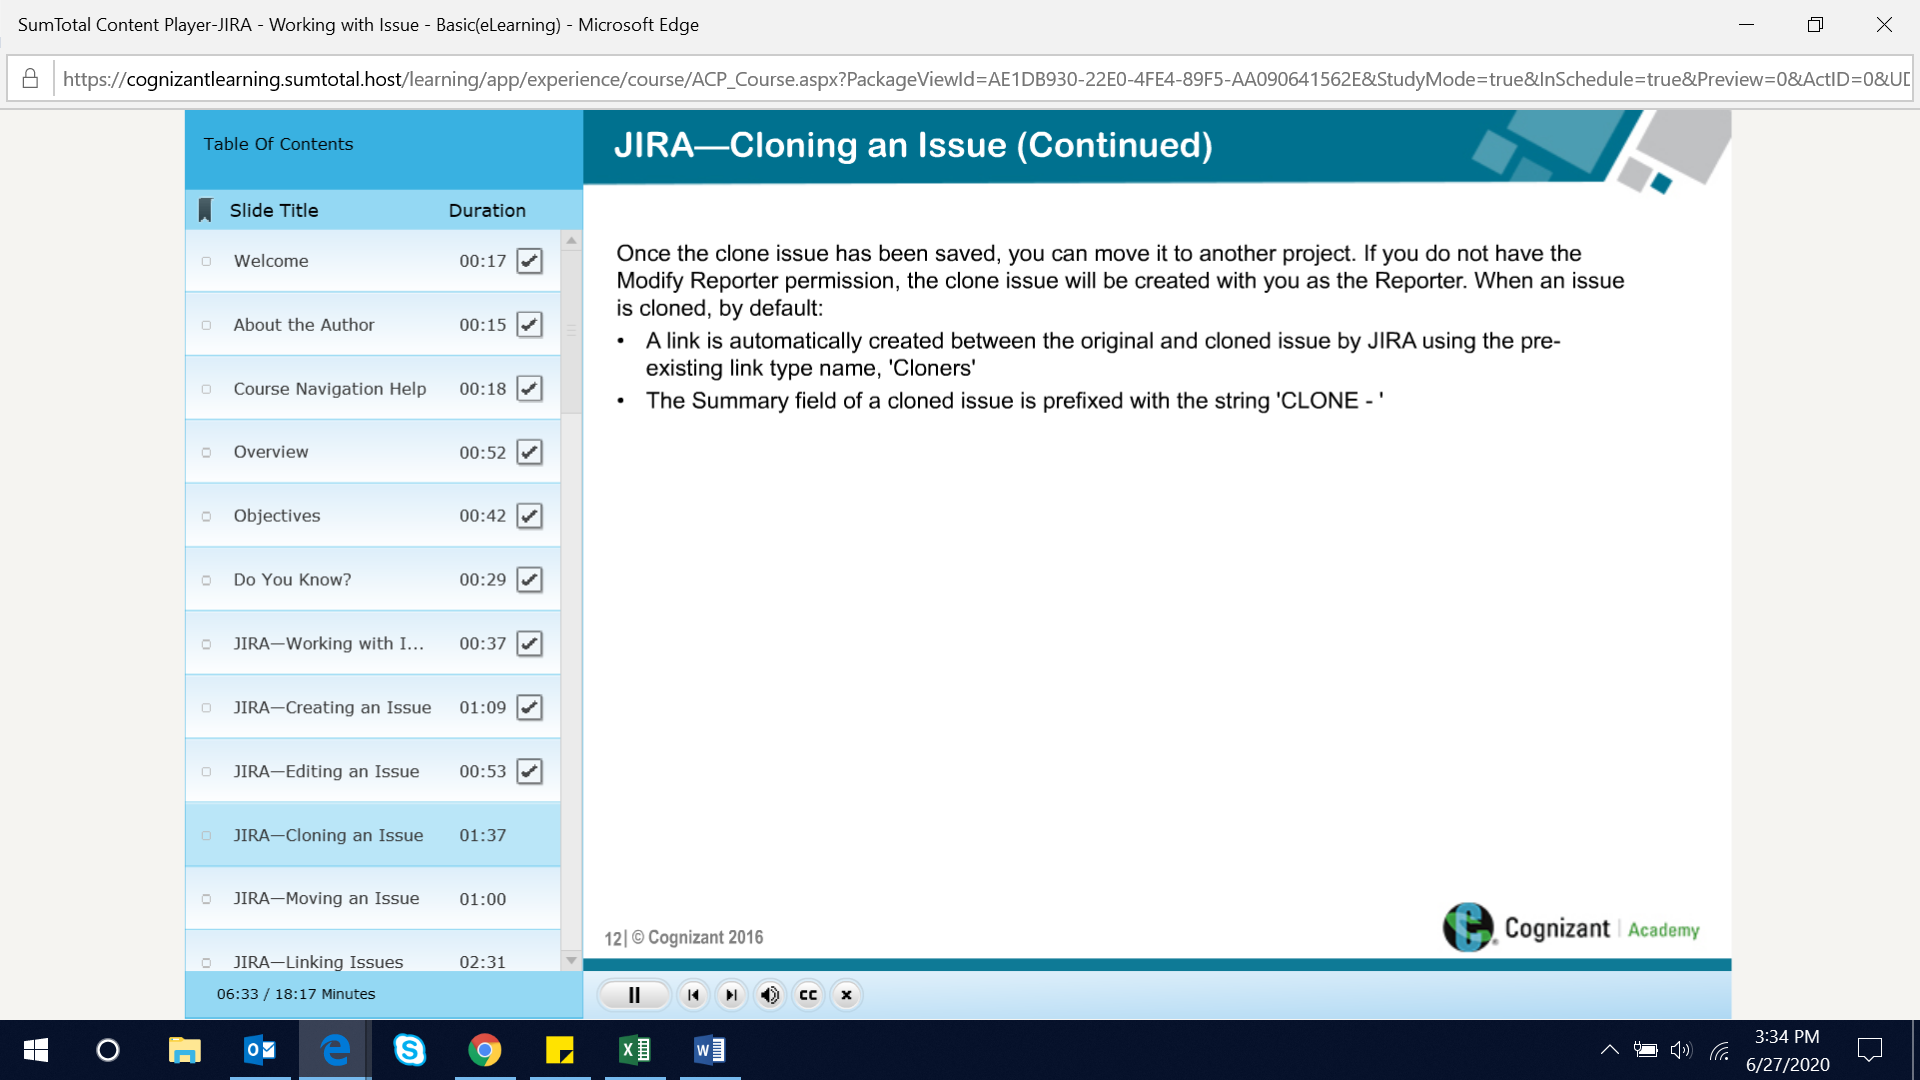 SumTotal Content Player-JIRA - Working with Issue - Basic(eLearning) - Microsoft Edge
https://cognizantlearning.sumtotal.host/learning/app/experience/course/ACP_Course.aspx?PackageViewId=AE1DB930-22E0-4FE4-89F5-AA090641562E&StudyMode=true&InSchedule=true&Preview=0&ActID=0&UD
Table Of Contents
Slide Title Duration
Welcome 00:17
About the Author 00:15
Course Navigation Help 00:18
Overview 00:52
Objectives 00:42
Do You Know? 00:29
JIRA—Working with I... 00:37
JIRA—Creating an Issue 01:09
JIRA—Editing an Issue 00:53
JIRA—Cloning an Issue 01:37
JIRA—Moving an Issue 01:00
JIRA—Linking Issues 02:31
06:33 / 18:17 Minutes
JIRA—Cloning an Issue (Continued)
Once the clone issue has been saved, you can move it to another project. If you do not have the
Modify Reporter permission, the clone issue will be created with you as the Reporter. When an issue
is cloned, by default:
• A link is automatically created between the original and cloned issue by JIRA using the pre-
existing link type name, 'Cloners'
• The Summary field of a cloned issue is prefixed with the string 'CLONE - '
12| © Cognizant 2016
Cognizant | Academy
CC
3:34 PM
6/27/2020